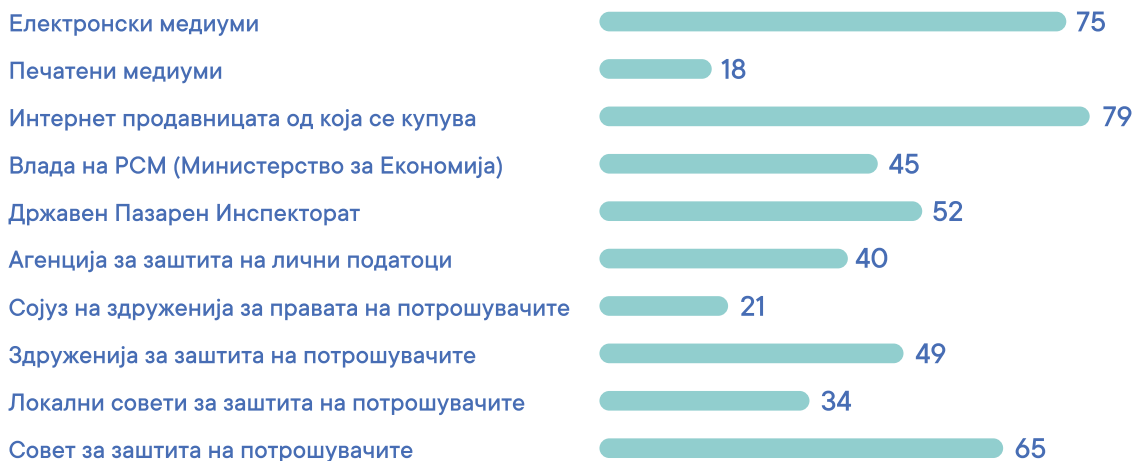 Електронски медиуми 75
Печатени медиуми 18
Интернет продавницата од која се купува 79
Влада на РСМ (Министерство за Економија) 45
Државен Пазарен Инспекторат 52
Агенција за заштита на лични податоци 40
Сојуз на здруженија за правата на потрошувачите 21
Здруженија за заштита на потрошувачите 49
Локални совети за заштита на потрошувачите 34
Совет за заштита на потрошувачите 65